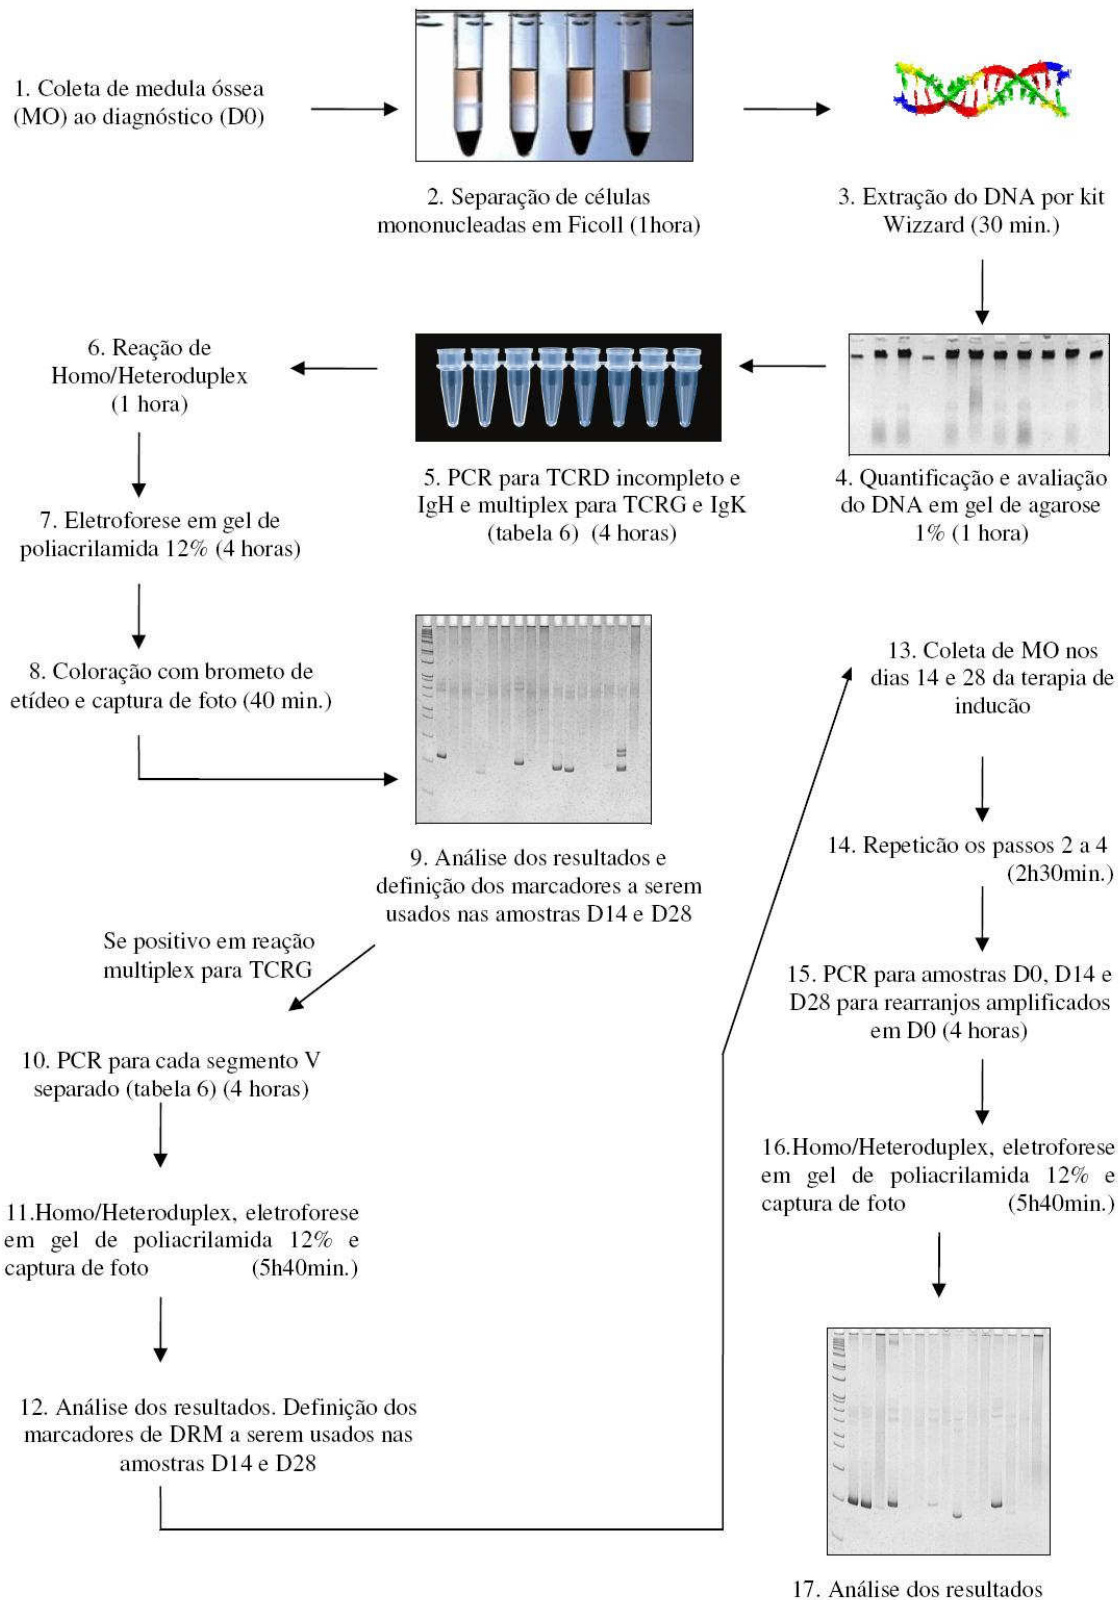 1. Coleta de medula óssea
(MO) ao diagnóstico (D0)
2. Separação de células
mononucleadas em Ficoll (1hora)
3. Extração do DNA por kit
Wizzard (30 min.)
4. Quantificação e avaliação
do DNA em gel de agarose
1% (1 hora)
5. PCR para TCRD incompleto e
IgH e multiplex para TCRG e IgK
(tabela 6) (4 horas)
6. Reação de
Homo/Heteroduplex
(1 hora)
7. Eletroforese em gel de
poliacrilamida 12% (4 horas)
8. Coloração com brometo de
etídeo e captura de foto (40 min.)
9. Análise dos resultados e
definição dos marcadores a serem
usados nas amostras D14 e D28
Se positivo em reação
multiplex para TCRG
10. PCR para cada segmento V
separado (tabela 6) (4 horas)
11.Homo/Heteroduplex, eletroforese
em gel de poliacrilamida 12% e
captura de foto (5h40min.)
12. Análise dos resultados. Definição dos
marcadores de DRM a serem usados nas
amostras D14 e D28
13. Coleta de MO nos
dias 14 e 28 da terapia de
inducão
14. Repeticão os passos 2 a 4
(2h30min.)
15. PCR para amostras D0, D14 e
D28 para rearranjos amplificados
em D0 (4 horas)
16.Homo/Heteroduplex, eletroforese
em gel de poliacrilamida 12% e
captura de foto (5h40min.)
17. Análise dos resultados